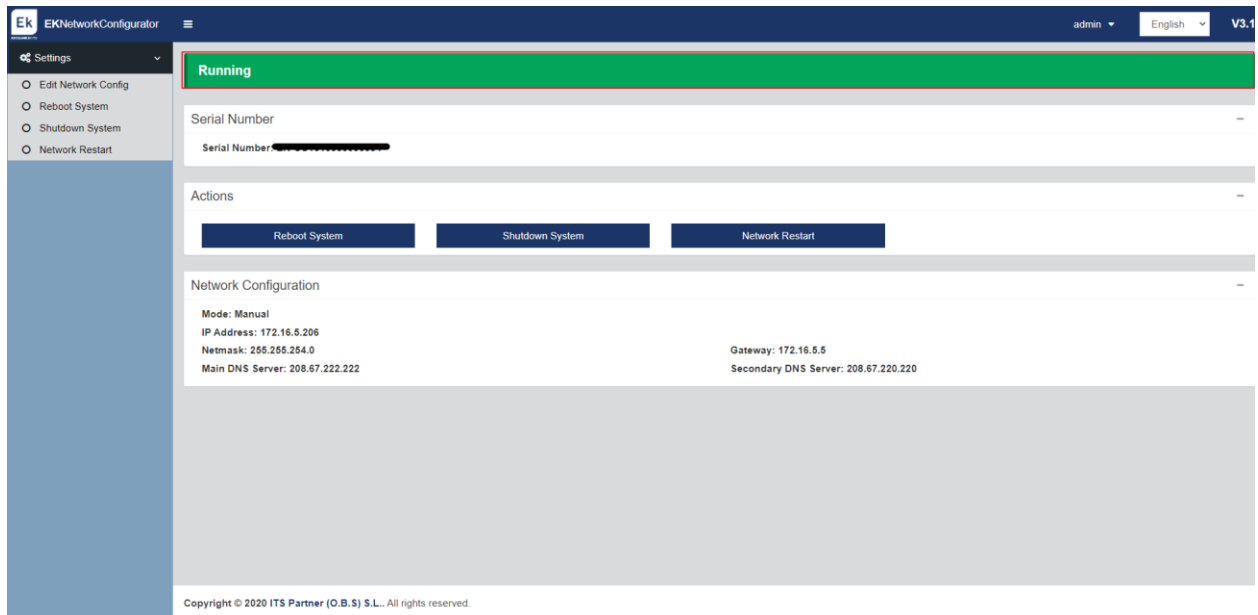 Ek EKNetworkConfigurator admin English V3.1
Settings
Edit Network Config
Reboot System
Shutdown System
Network Restart
Running
Serial Number
Serial Number:
Actions
Reboot System Shutdown System Network Restart
Network Configuration
Mode: Manual
IP Address: 172.16.5.206
Netmask: 255.255.254.0 Gateway: 172.16.5.5
Main DNS Server: 208.67.222.222 Secondary DNS Server: 208.67.220.220
Copyright © 2020 ITS Partner (O.B.S) S.L.. All rights reserved.